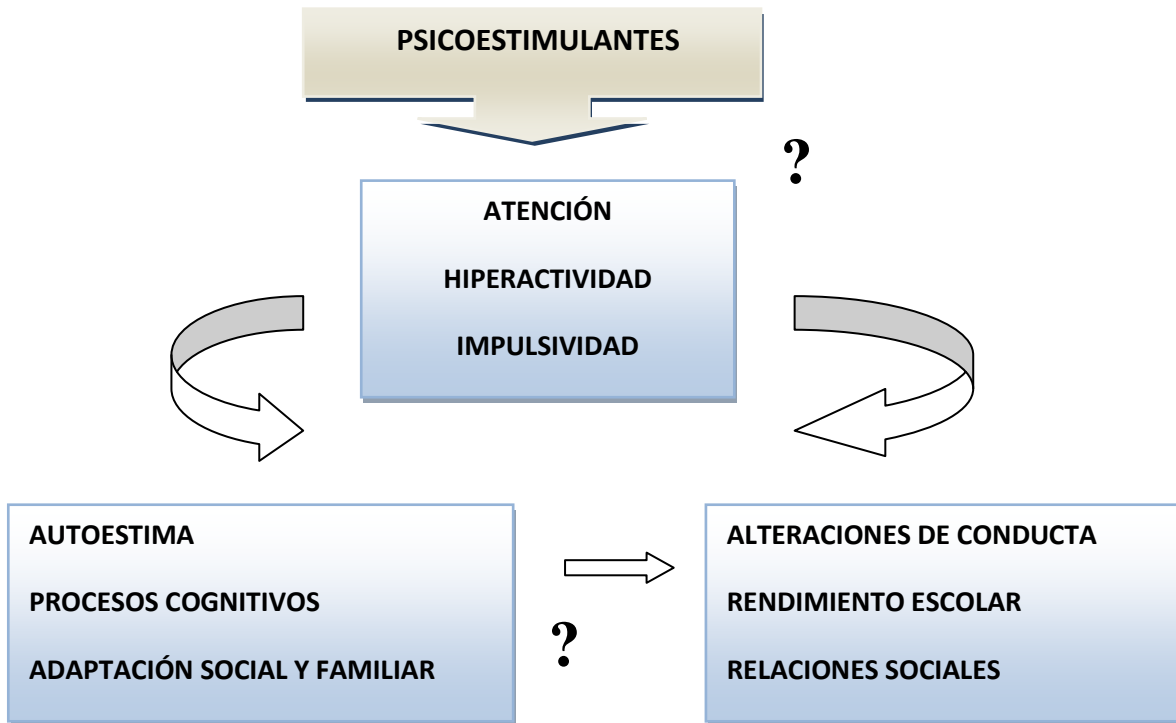 PSICOESTIMULANTES
?
ATENCIÓN
HIPERACTIVIDAD
IMPULSIVIDAD
AUTOESTIMA
PROCESOS COGNITIVOS
ADAPTACIÓN SOCIAL Y FAMILIAR
?
ALTERACIONES DE CONDUCTA
RENDIMIENTO ESCOLAR
RELACIONES SOCIALES